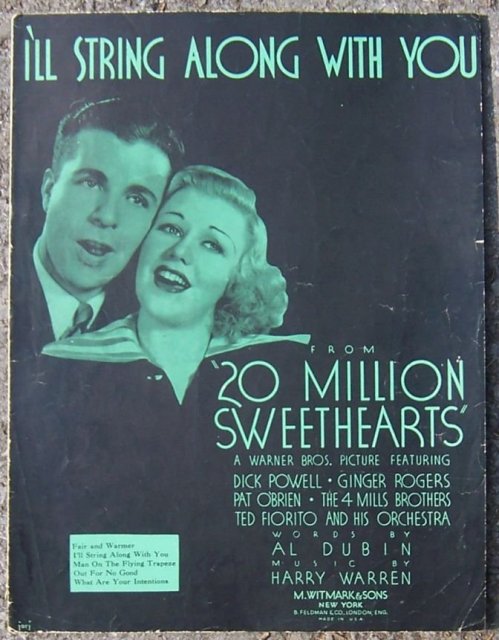 I'LL STRING ALONG WITH YOU
FROM
"20 MILLION
SWEETHEARTS"
A WARNER BROS. PICTURE FEATURING
DICK POWELL • GINGER ROGERS
PAT O'BRIEN • THE 4 MILLS BROTHERS
TED FIORITO AND HIS ORCHESTRA
WORDS BY
AL DUBIN
MUSIC BY
HARRY WARREN
M. WITMARK & SONS
NEW YORK
B. FELDMAN & CO., LONDON, ENG.
MADE IN U.S.A
Fair and Warmer
I'll String Along With You
Man On The Flying Trapeze
Out For No Good
What Are Your Intentions